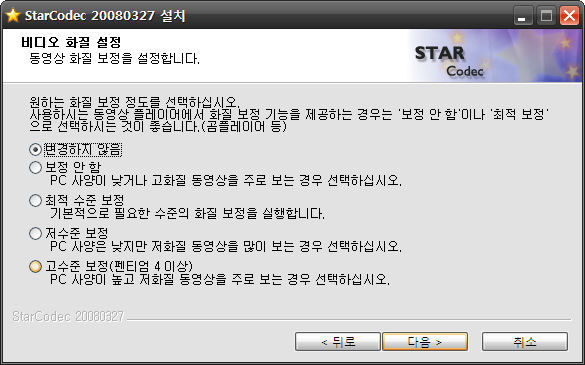 StarCodec 20080327 설치
비디오 화질 설정
동영상 화질 보정을 설정합니다.
STAR
Codec
원하는 화질 보정 정도를 선택하십시오.
사용하시는 동영상 플레이어에서 화질 보정 기능을 제공하는 경우는 '보정 안 함'이나 '최적 보정'
으로 선택하시는 것이 좋습니다.(곰플레이어 등)
변경하지 않음
보정 안 함
PC 사양이 낮거나 고화질 동영상을 주로 보는 경우 선택하십시오.
최적 수준 보정
기본적으로 필요한 수준의 화질 보정을 실행합니다.
저수준 보정
PC 사양은 낮지만 저화질 동영상을 많이 보는 경우 선택하십시오.
고수준 보정(펜티엄 4 이상)
PC 사양이 높고 저화질 동영상을 주로 보는 경우 선택하십시오.
StarCodec 20080327
< 뒤로
다음 >
취소